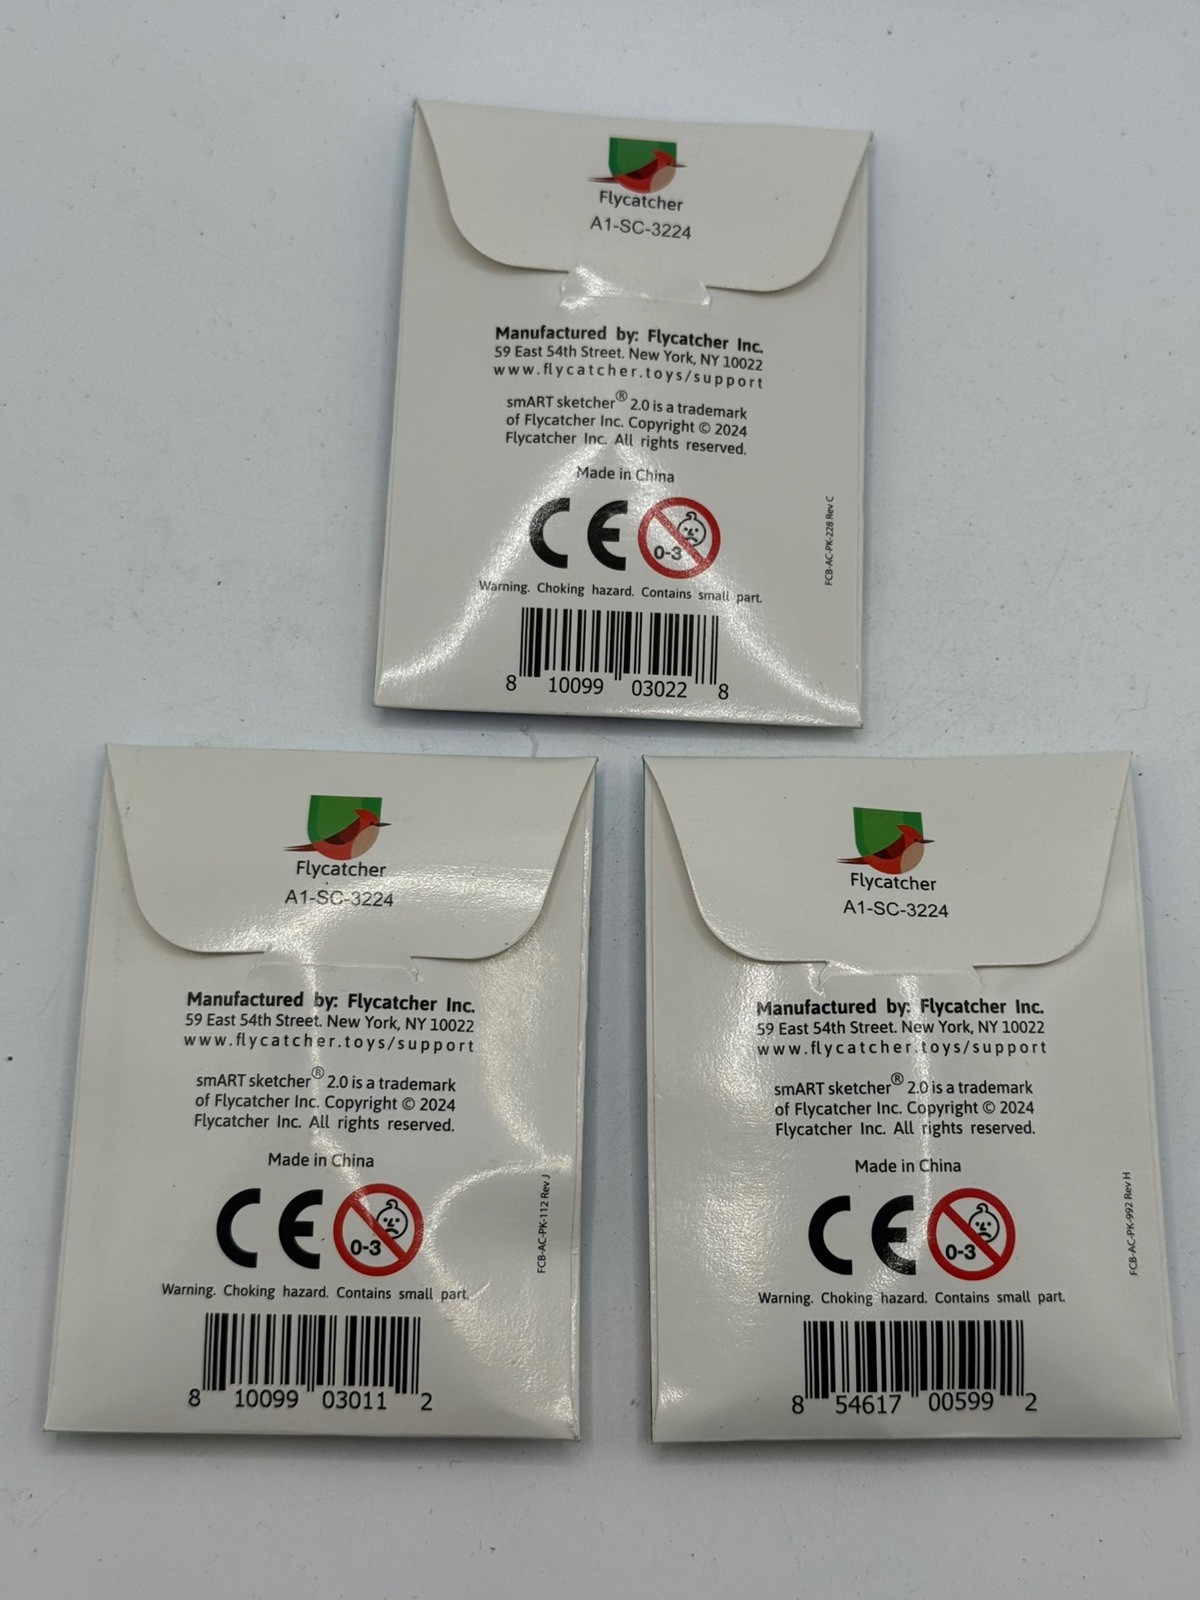 Flycatcher
A1-SC-3224
Manufactured by: Flycatcher Inc.
59 East 54th Street. New York, NY 10022
www.flycatcher.toys/support
smART sketcher® 2.0 is a trademark
of Flycatcher Inc. Copyright © 2024
Flycatcher Inc. All rights reserved.
Made in China
CE
0-3
FCB-AC-PK-228 Rev C
Warning. Choking hazard. Contains small part.
8 10099 03022 8
Flycatcher
A1-SC-3224
Manufactured by: Flycatcher Inc.
59 East 54th Street. New York, NY 10022
www.flycatcher.toys/support
smART sketcher® 2.0 is a trademark
of Flycatcher Inc. Copyright © 2024
Flycatcher Inc. All rights reserved.
Made in China
CE
0-3
FCB-AC-PK-112 Rev J
Warning. Choking hazard. Contains small part.
8 10099 03011 2
Flycatcher
A1-SC-3224
Manufactured by: Flycatcher Inc.
59 East 54th Street. New York, NY 10022
www.flycatcher.toys/support
smART sketcher® 2.0 is a trademark
of Flycatcher Inc. Copyright © 2024
Flycatcher Inc. All rights reserved.
Made in China
CE
0-3
FCB-AC-PK-992 Rev H
Warning. Choking hazard. Contains small part.
8 54617 00599 2